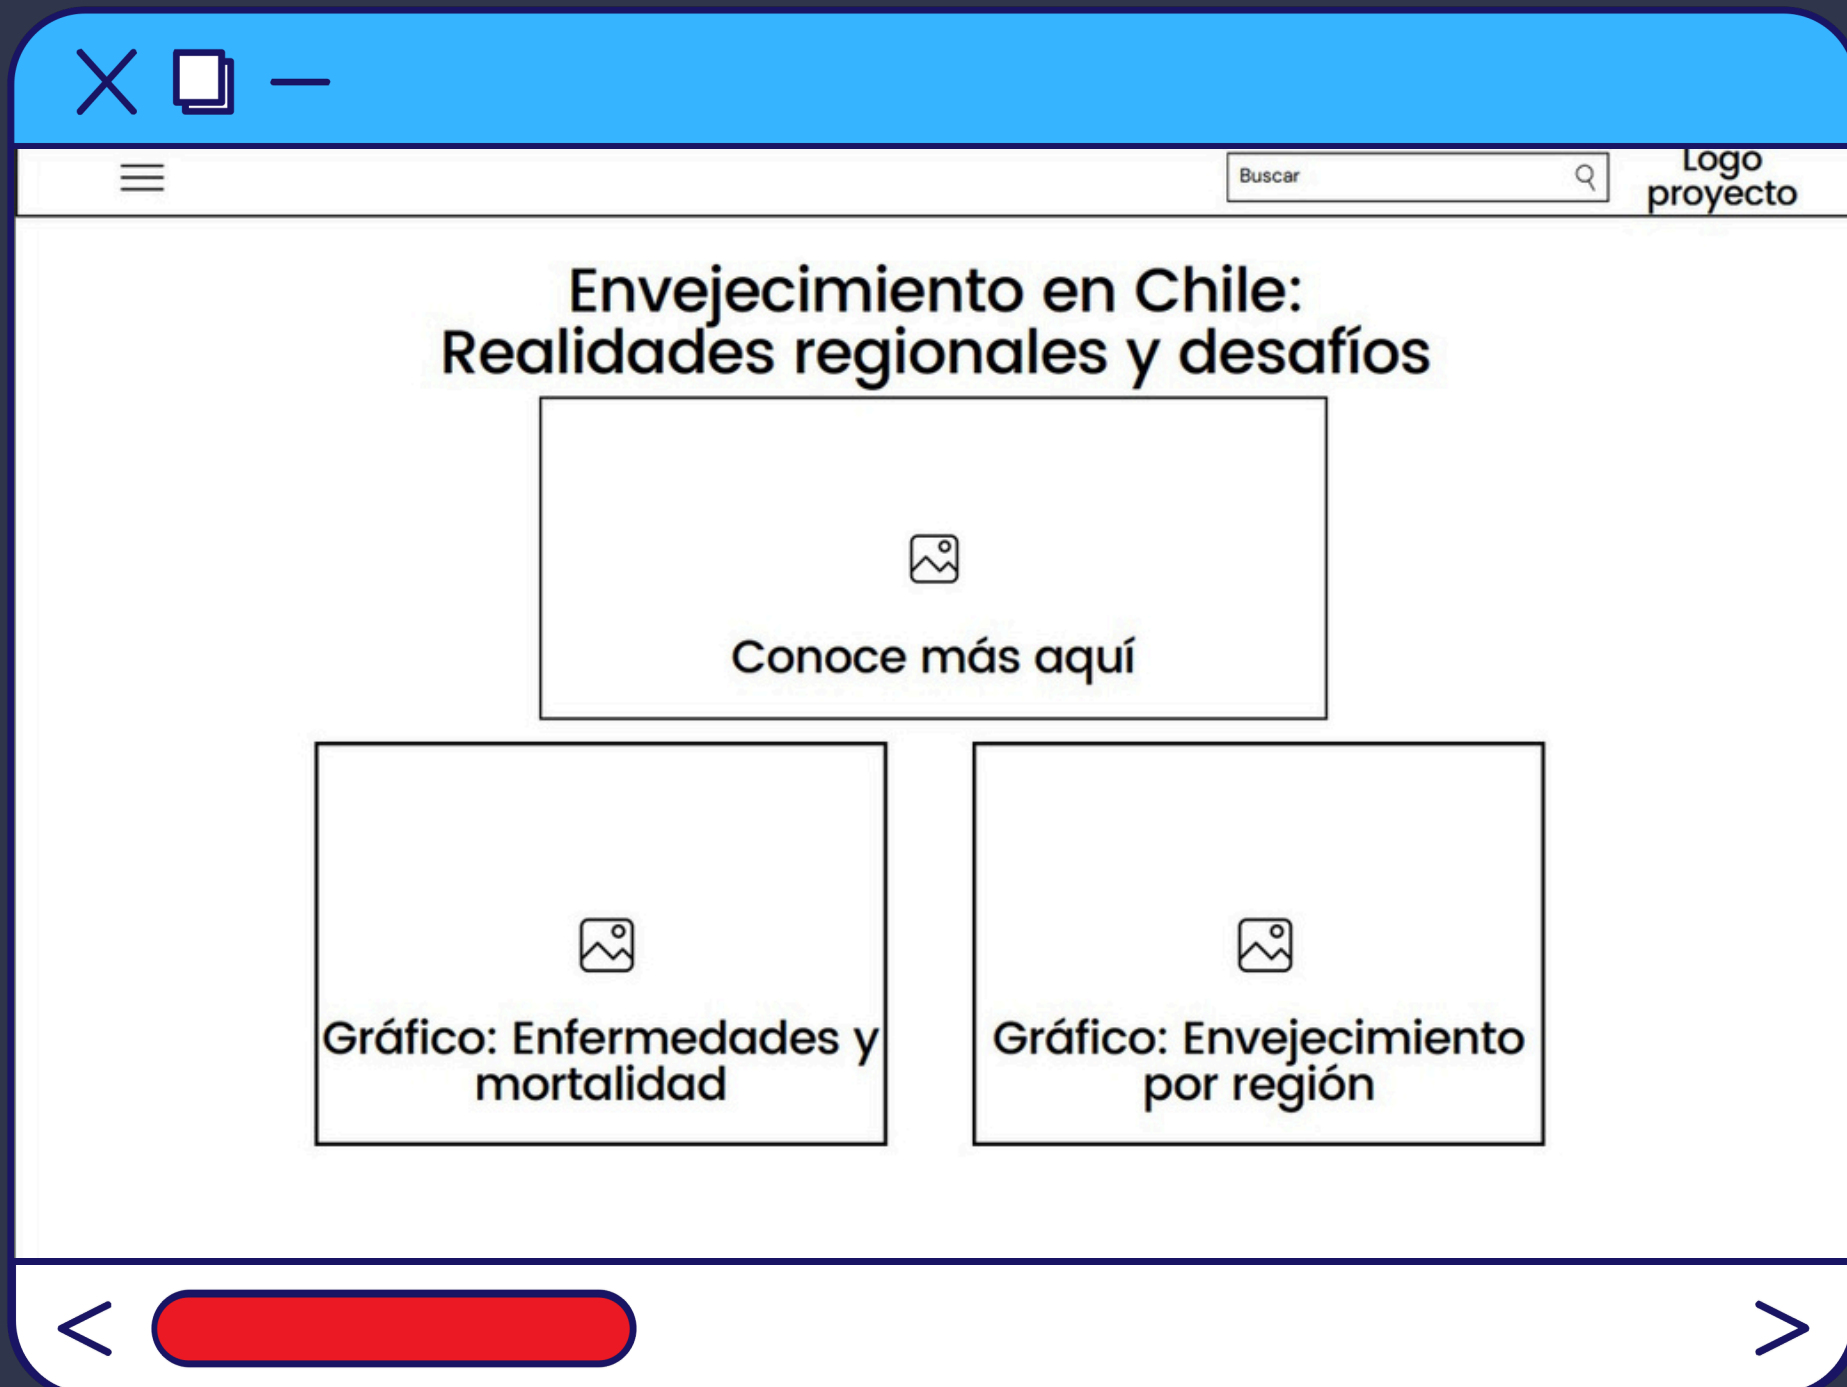 Buscar
Logo
proyecto
Envejecimiento en Chile:
Realidades regionales y desafíos
Conoce más aquí
Gráfico: Enfermedades y
mortalidad
Gráfico: Envejecimiento
por región